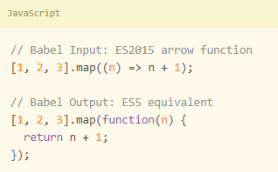 JavaScript
// Babel Input: ES2015 arrow function
[1, 2, 3].map((n) => n + 1);

// Babel Output: ES5 equivalent
[1, 2, 3].map(function(n) {
  return n + 1;
});